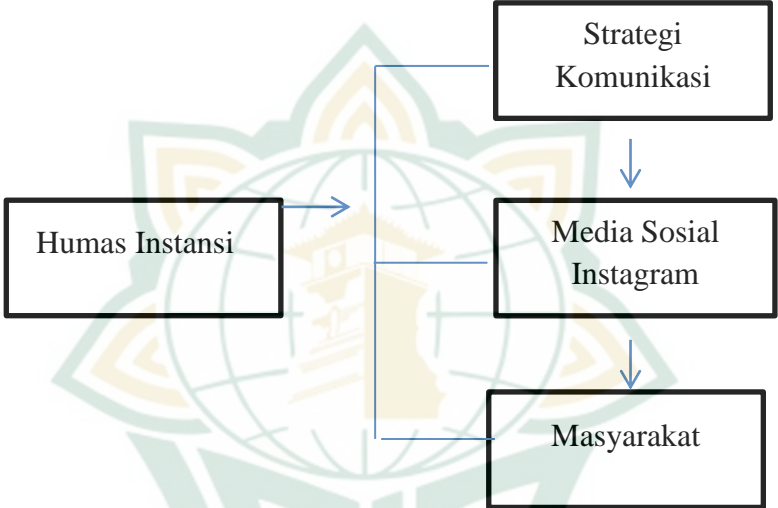 Strategi
Komunikasi
Humas Instansi
Media Sosial
Instagram
Masyarakat